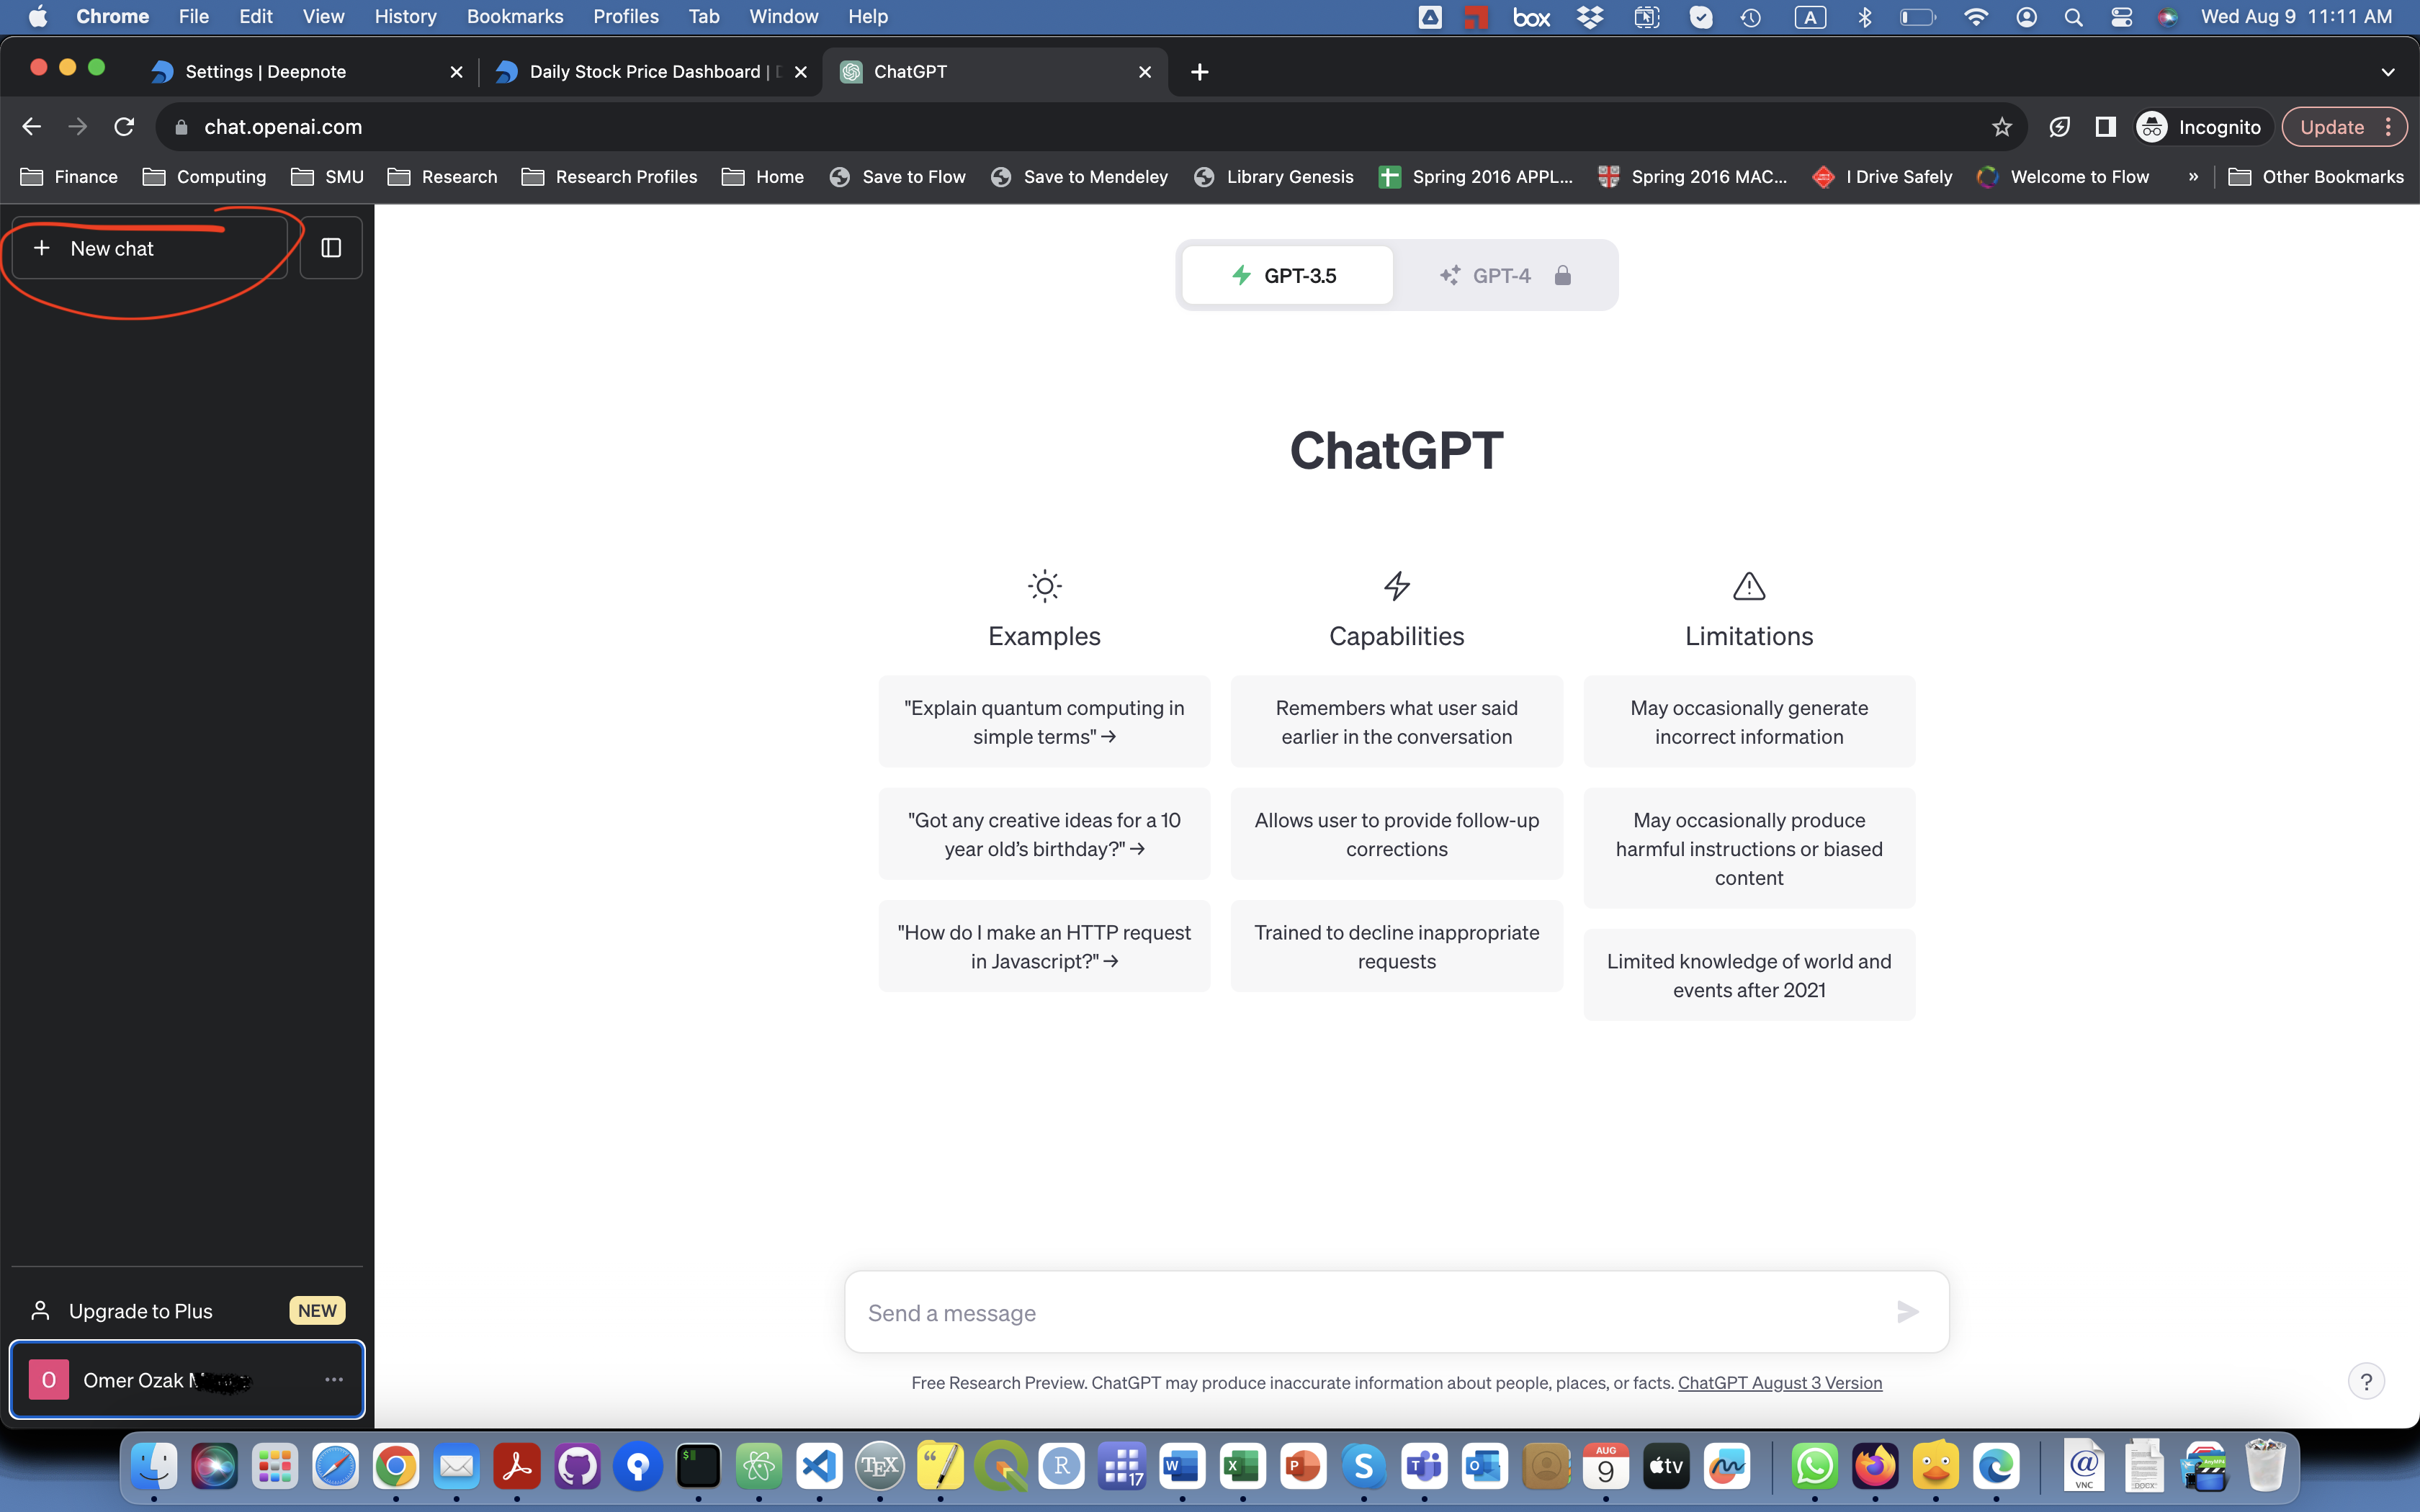 Chrome File Edit View History Bookmarks Profiles Tab Window Help box A Wed Aug 9 11:11 AM
Settings | Deepnote Daily Stock Price Dashboard | ChatGPT
chat.openai.com Incognito Update
Finance Computing SMU Research Research Profiles Home Save to Flow Save to Mendeley Library Genesis Spring 2016 APPL... Spring 2016 MAC... I Drive Safely Welcome to Flow » Other Bookmarks
+ New chat
GPT-3.5 GPT-4
ChatGPT
Examples
"Explain quantum computing in
simple terms" →
"Got any creative ideas for a 10
year old's birthday?" →
"How do I make an HTTP request
in Javascript?" →
Capabilities
Remembers what user said
earlier in the conversation
Allows user to provide follow-up
corrections
Trained to decline inappropriate
requests
Limitations
May occasionally generate
incorrect information
May occasionally produce
harmful instructions or biased
content
Limited knowledge of world and
events after 2021
Upgrade to Plus NEW
O Omer Ozak
Send a message
Free Research Preview. ChatGPT may produce inaccurate information about people, places, or facts. ChatGPT August 3 Version
?
TEX R 17 W X P S T O AUG 9 tv @ VNC DOCX